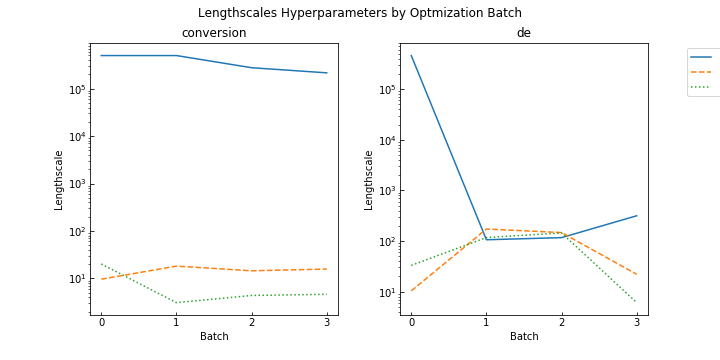 Lengthscales Hyperparameters by Optmization Batch
conversion
de
Lengthscale
10^5
10^4
10^3
10^2
10^1
0 1 2 3
Batch
Lengthscale
10^5
10^4
10^3
10^2
10^1
0 1 2 3
Batch